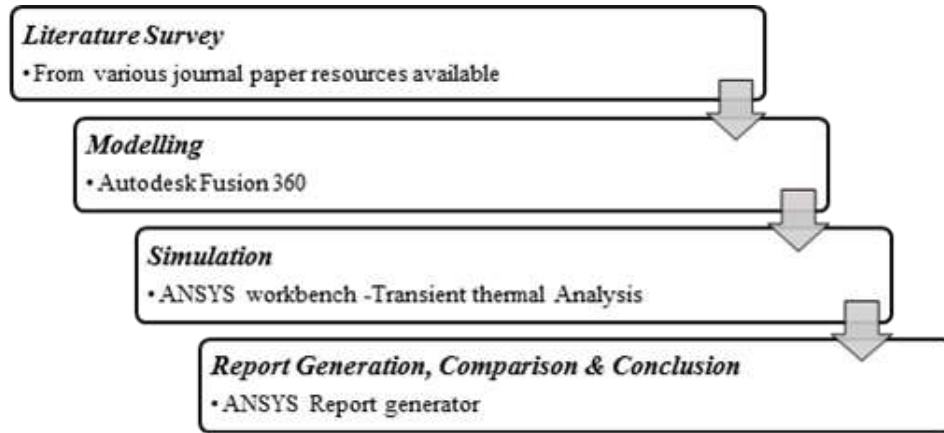 Literature Survey
• From various journal paper resources available
Modelling
• Autodesk Fusion 360
Simulation
• ANSYS workbench -Transient thermal Analysis
Report Generation, Comparison & Conclusion
• ANSYS Report generator